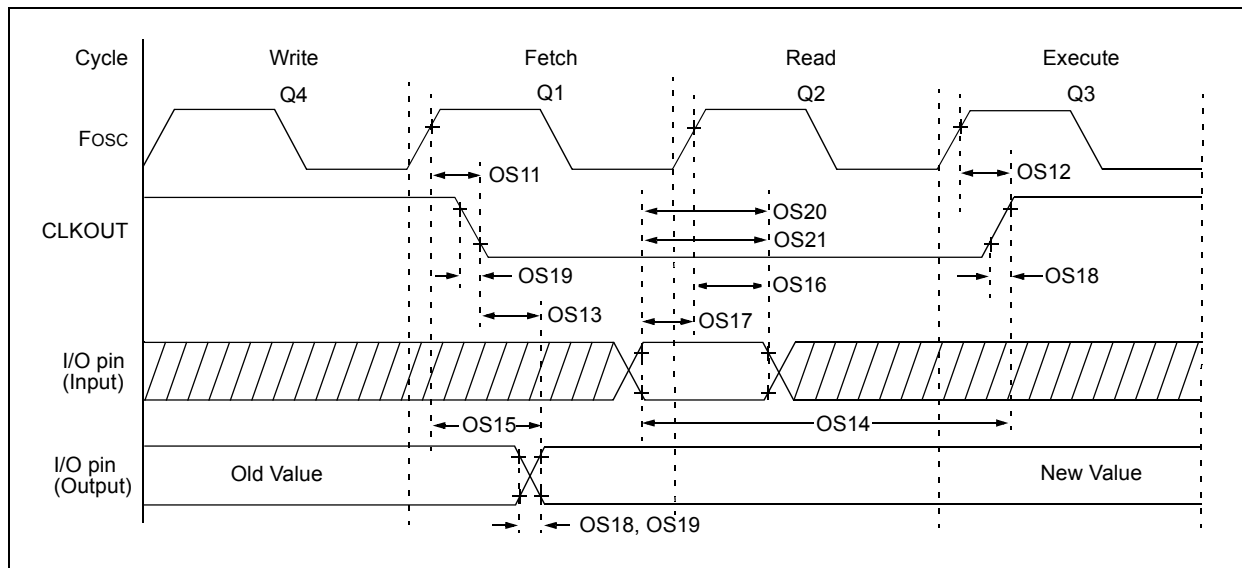 Cycle Write Fetch Read Execute
Q4 Q1 Q2 Q3
FOSC
OS11 OS12
OS20
CLKOUT
OS21
OS19 OS16 OS18
OS13 OS17
I/O pin
(Input)
OS15 OS14
I/O pin
(Output)
Old Value New Value
OS18, OS19